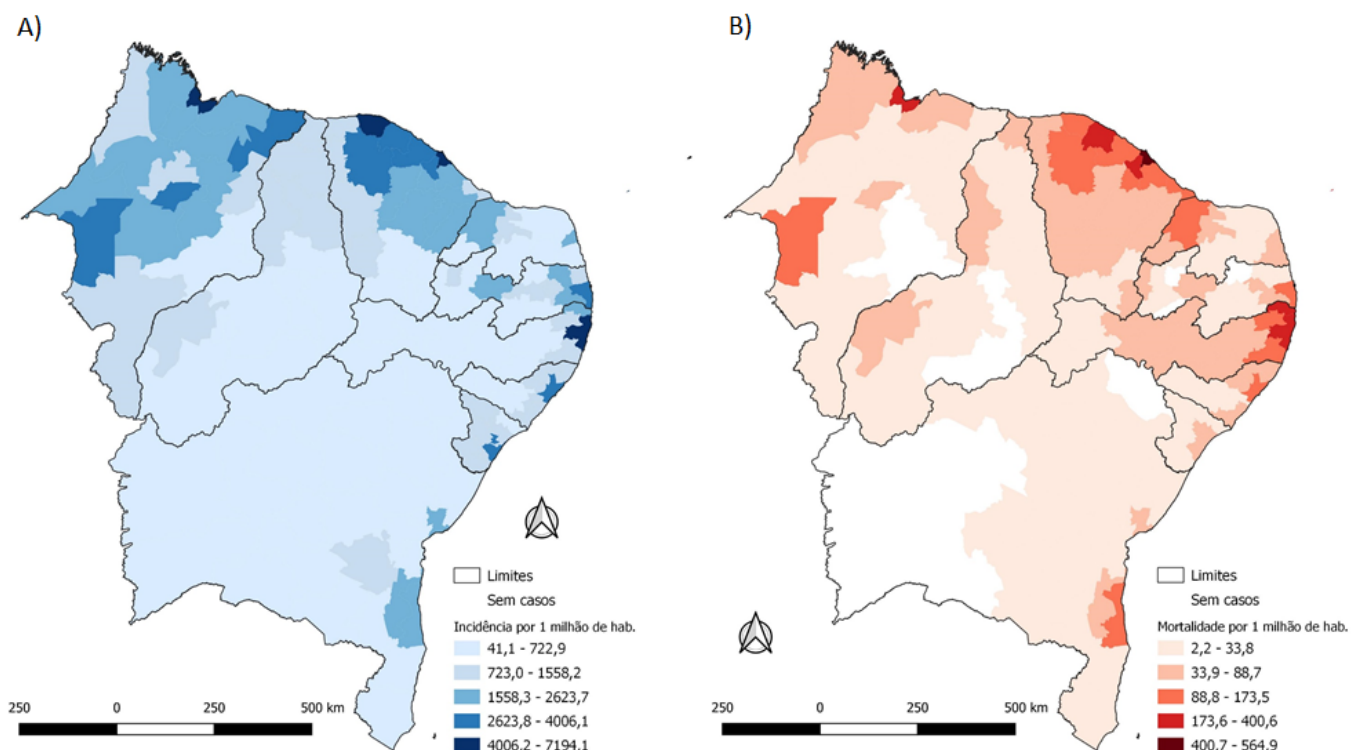 A)
B)
Limites
Sem casos
Incidência por 1 milhão de hab.
41,1 - 722,9
723,0 - 1558,2
1558,3 - 2623,7
2623,8 - 4006,1
4006,2 - 7194,1
250 0 250 500 km
Limites
Sem casos
Mortalidade por 1 milhão de hab.
2,2 - 33,8
33,9 - 88,7
88,8 - 173,5
173,6 - 400,6
400,7 - 564,9
250 0 250 500 km